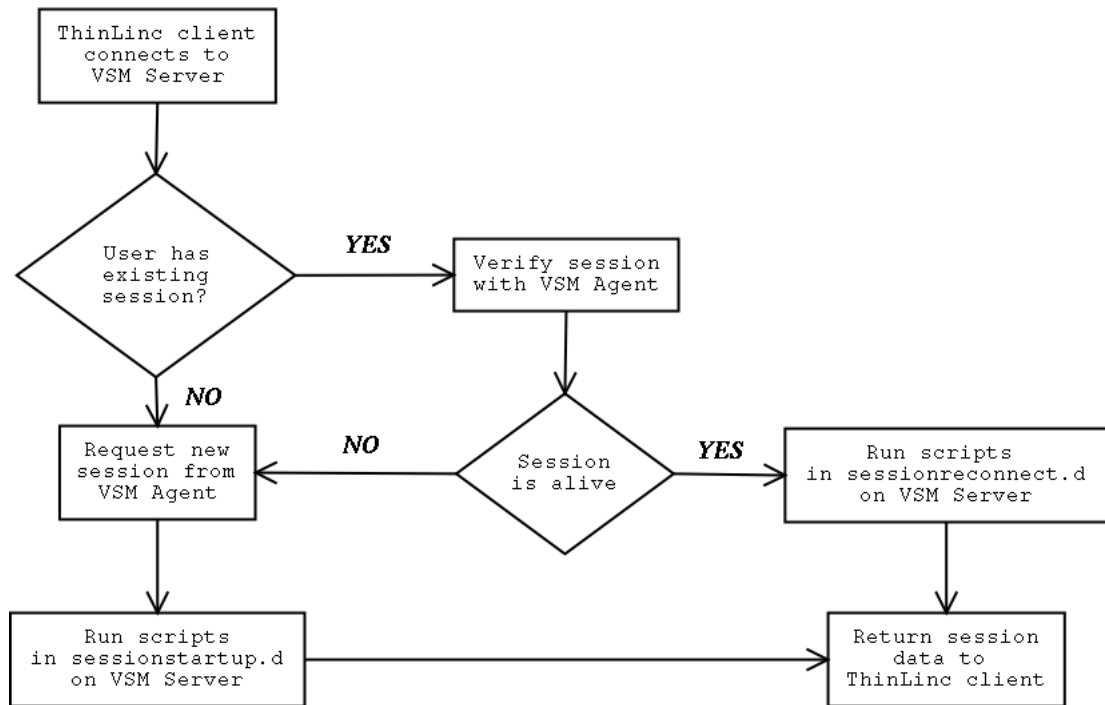 ThinLinc client
connects to
VSM Server
User has
existing
session?
YES
Verify session
with VSM Agent
NO
Request new
session from
VSM Agent
NO
Session
is alive
YES
Run scripts
in sessionreconnect.d
on VSM Server
Run scripts
in sessionstartup.d
on VSM Server
Return session
data to
ThinLinc client